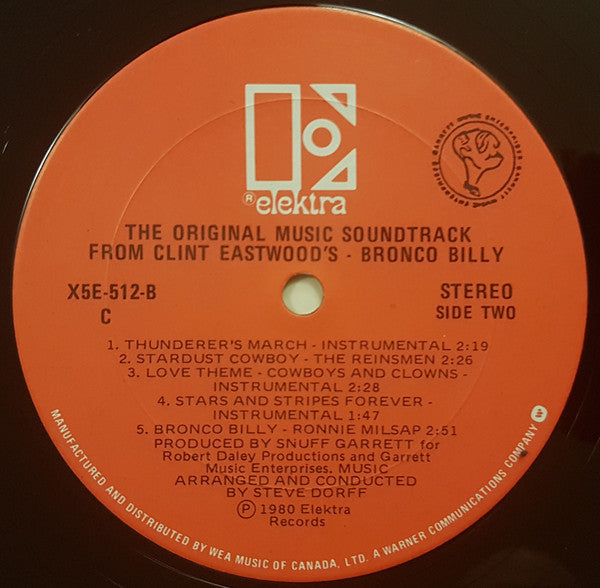 ® elektra
THE ORIGINAL MUSIC SOUNDTRACK
FROM CLINT EASTWOOD'S - BRONCO BILLY
X5E-512-B
C
STEREO
SIDE TWO
1. THUNDERER'S MARCH - INSTRUMENTAL 2:19
2. STARDUST COWBOY - THE REINSMEN 2:26
3. LOVE THEME - COWBOYS AND CLOWNS -
INSTRUMENTAL 2:28
4. STARS AND STRIPES FOREVER -
INSTRUMENTAL 1:47
5. BRONCO BILLY - RONNIE MILSAP 2:51
PRODUCED BY SNUFF GARRETT for
Robert Daley Productions and Garrett
Music Enterprises. MUSIC
ARRANGED AND CONDUCTED
BY STEVE DORFF
Ⓟ 1980 Elektra
Records
MANUFACTURED AND DISTRIBUTED BY WEA MUSIC OF CANADA, LTD. A WARNER COMMUNICATIONS COMPANY